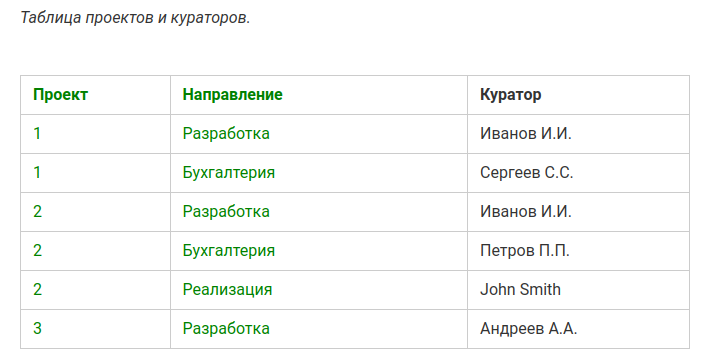 Таблица проектов и кураторов.
Проект Направление Куратор
1 Разработка Иванов И.И.
1 Бухгалтерия Сергеев С.С.
2 Разработка Иванов И.И.
2 Бухгалтерия Петров П.П.
2 Реализация John Smith
3 Разработка Андреев А.А.